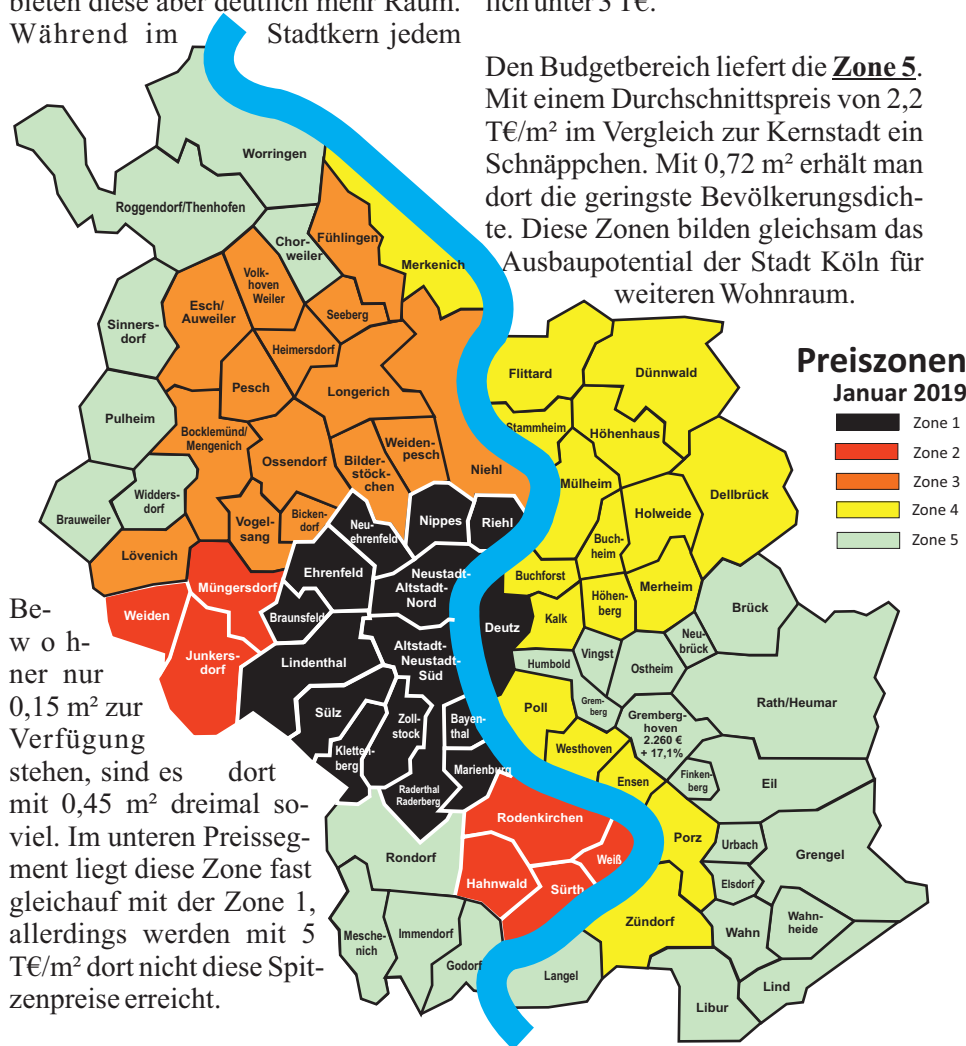 bieten diese aber deutlich mehr Raum.
Während im Stadtkern jedem
lich unter 3 T€.
Den Budgetbereich liefert die Zone 5.
Mit einem Durchschnittspreis von 2,2
T€/m² im Vergleich zur Kernstadt ein
Schnäppchen. Mit 0,72 m² erhält man
dort die geringste Bevölkerungsdich-
te. Diese Zonen bilden gleichsam das
Ausbaupotential der Stadt Köln für
weiteren Wohnraum.
Preiszonen
Januar 2019
Zone 1
Zone 2
Zone 3
Zone 4
Zone 5
Worringen
Roggendorf/Thenhofen
Chor-
weiler
Fühlingen
Merkenich
Volk-
hoven
Weiler
Esch/
Auweiler
Seeberg
Sinners-
dorf
Heimersdorf
Pesch
Longerich
Pulheim
Bocklemünd/
Mengenich
Ossendorf
Bilder-
stöck-
chen
Weiden-
pesch
Niehl
Widders-
dorf
Brauweiler
Vogel-
sang
Bicken-
dorf
Lövenich
Neu-
ehrenfeld
Nippes
Riehl
Ehrenfeld
Neustadt-
Altstadt-
Nord
Müngersdorf
Weiden
Braunsfeld
Junkers-
dorf
Lindenthal
Altstadt-
Neustadt-
Süd
Deutz
Sülz
Zoll-
stock
Bayen-
thal
Kletten-
berg
Marienburg
Raderthal
Raderberg
Flittard
Dünnwald
Stammheim
Höhenhaus
Mülheim
Dellbrück
Holweide
Buch-
heim
Buchforst
Höhen-
berg
Merheim
Kalk
Brück
Neu-
brück
Humbold
Vingst
Ostheim
Rath/Heumar
Poll
Grem-
berg
Gremberg-
hoven
2.260 €
+ 17,1%
Westhoven
Ensen
Finken-
berg
Eil
Rodenkirchen
Porz
Urbach
Grengel
Weiß
Hahnwald
Sürth
Elsdorf
Rondorf
Zündorf
Wahn
Wahn-
heide
Immendorf
Mesche-
nich
Godorf
Langel
Lind
Libur
Be-
w o h-
ner nur
0,15 m² zur
Verfügung
stehen, sind es dort
mit 0,45 m² dreimal so-
viel. Im unteren Preisseg-
ment liegt diese Zone fast
gleichauf mit der Zone 1,
allerdings werden mit 5
T€/m² dort nicht diese Spit-
zenpreise erreicht.